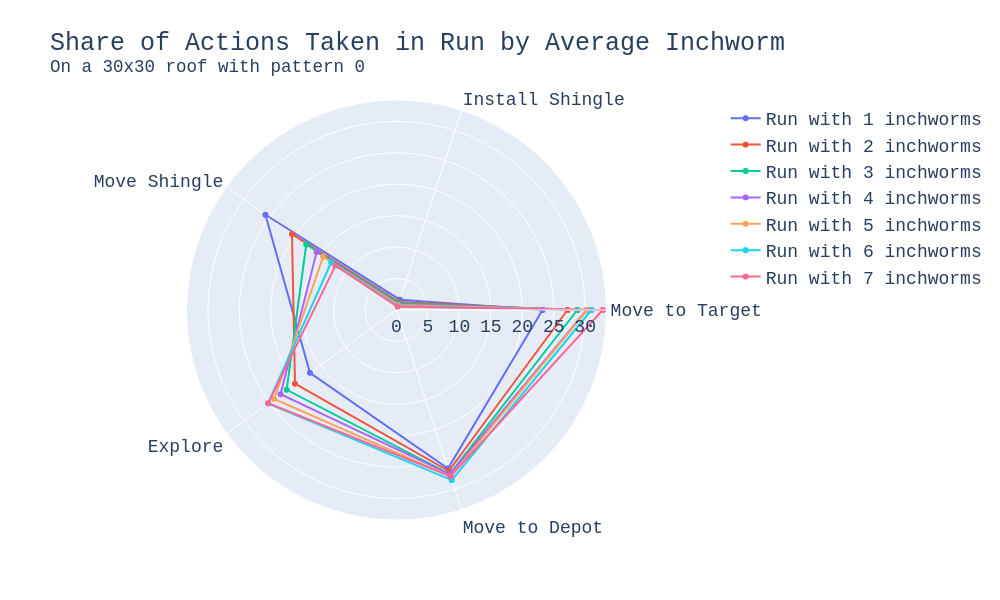 Share of Actions Taken in Run by Average Inchworm
On a 30x30 roof with pattern 0
Install Shingle
Move Shingle
Move to Target
0 5 10 15 20 25 30
Explore
Move to Depot
Run with 1 inchworms
Run with 2 inchworms
Run with 3 inchworms
Run with 4 inchworms
Run with 5 inchworms
Run with 6 inchworms
Run with 7 inchworms